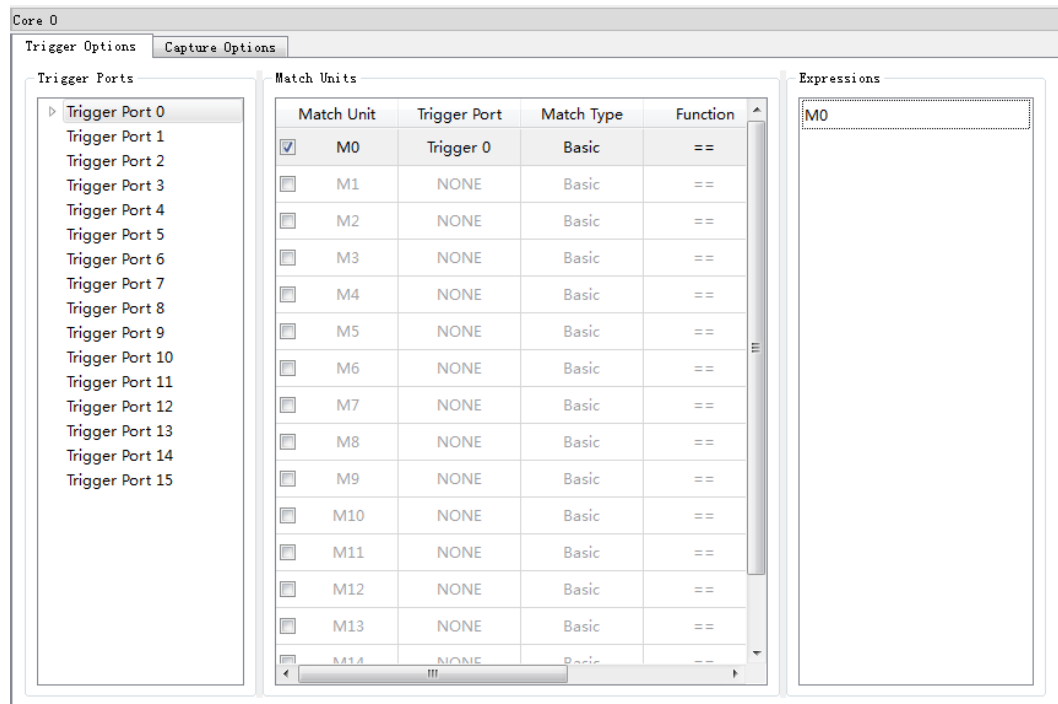 Core 0
Trigger Options Capture Options
Trigger Ports
Trigger Port 0
Trigger Port 1
Trigger Port 2
Trigger Port 3
Trigger Port 4
Trigger Port 5
Trigger Port 6
Trigger Port 7
Trigger Port 8
Trigger Port 9
Trigger Port 10
Trigger Port 11
Trigger Port 12
Trigger Port 13
Trigger Port 14
Trigger Port 15
Match Units
Match Unit Trigger Port Match Type Function
M0 Trigger 0 Basic ==
M1 NONE Basic ==
M2 NONE Basic ==
M3 NONE Basic ==
M4 NONE Basic ==
M5 NONE Basic ==
M6 NONE Basic ==
M7 NONE Basic ==
M8 NONE Basic ==
M9 NONE Basic ==
M10 NONE Basic ==
M11 NONE Basic ==
M12 NONE Basic ==
M13 NONE Basic ==
M14 NONE Basic ==
Expressions
M0